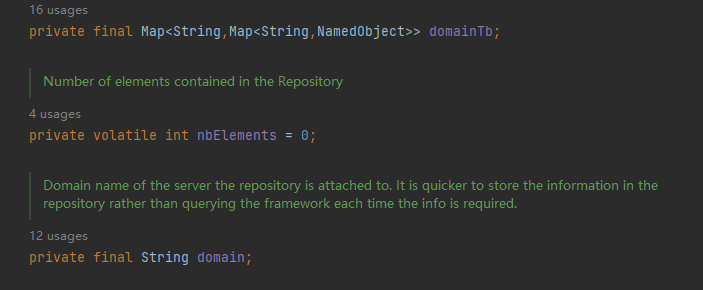 16 usages
private final Map<String,Map<String,NamedObject>> domainTb;
Number of elements contained in the Repository
4 usages
private volatile int nbElements = 0;
Domain name of the server the repository is attached to. It is quicker to store the information in the
repository rather than querying the framework each time the info is required.
12 usages
private final String domain;